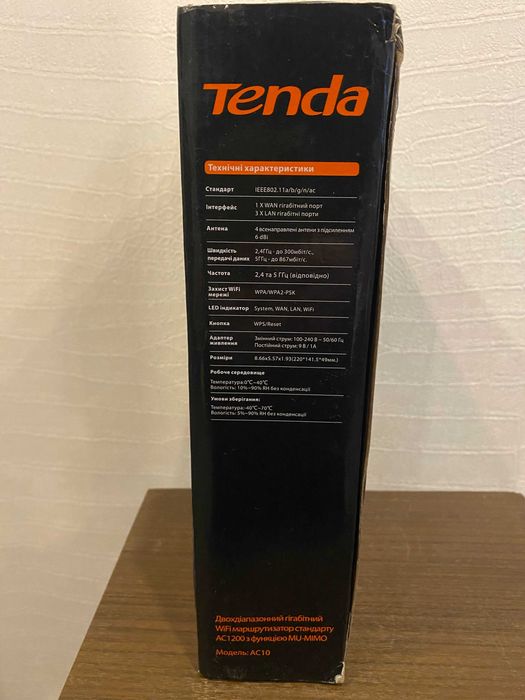 Tenda
Технічні характеристики
Стандарт IEEE802.11a/b/g/n/ac
Інтерфейс 1 X WAN гігабітний порт
3 X LAN гігабітні порти
Антена 4 всенаправлені антени з підсиленням
6 dBi
Швидкість 2,4ГГц - до 300мбіт/с.,
передачі даних 5ГГц - до 867мбіт/с.
Частота 2,4 та 5 ГГц (відповідно)
Захист WiFi
мережі WPA/WPA2-PSK
LED індикатор System, WAN, LAN, WiFi
Кнопка WPS/Reset
Адаптер Змінний струм: 100-240 В ~ 50/60 Гц
живлення Постійний струм: 9 В / 1А
Розміри 8.66x5.57x1.93(220*141.5*49мм.)
Робоче середовище
Температура:0℃~40℃
Вологість: 10%~90% RH без конденсації
Умови зберігання:
Температура:-40℃~70℃
Вологість: 5%~90% RH без конденсації
Двохдіапазонний гігабітний
WiFi маршрутизатор стандарту
AC1200 з функцією MU-MIMO
Модель: AC10